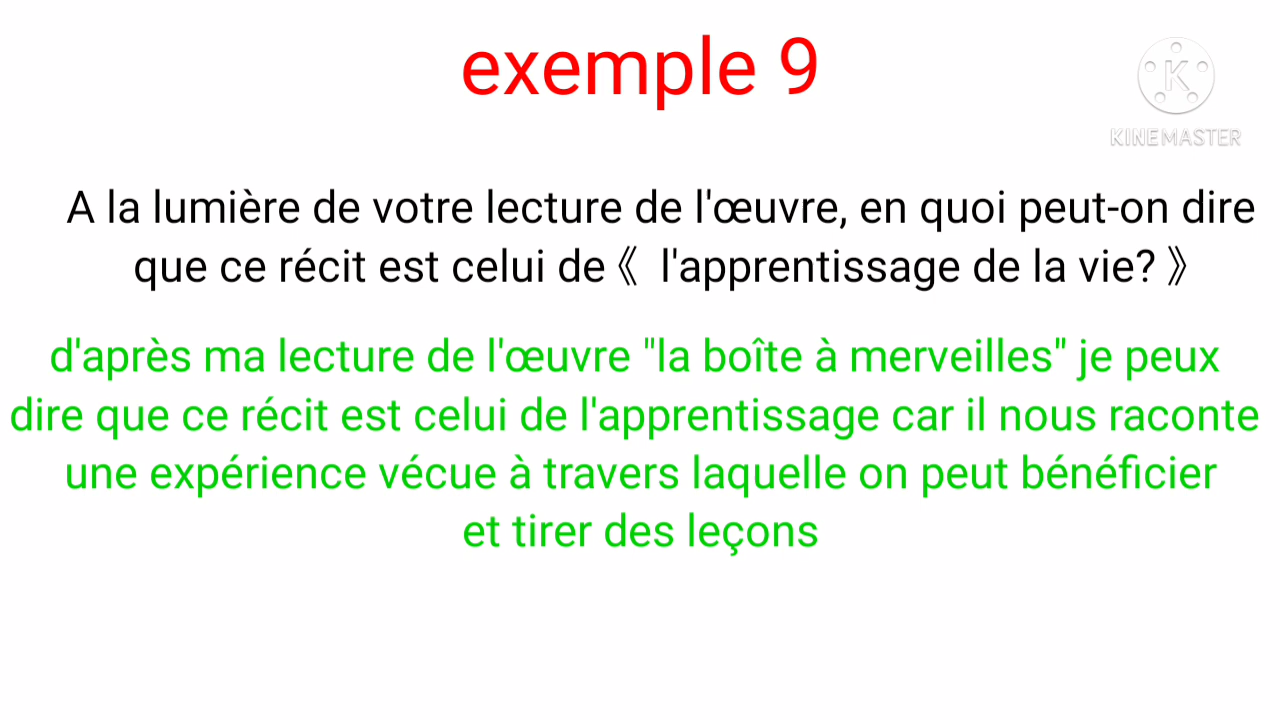 exemple 9
KINEMASTER
A la lumière de votre lecture de l'œuvre, en quoi peut-on dire
que ce récit est celui de《 l'apprentissage de la vie?》
d'après ma lecture de l'œuvre "la boîte à merveilles" je peux
dire que ce récit est celui de l'apprentissage car il nous raconte
une expérience vécue à travers laquelle on peut bénéficier
et tirer des leçons